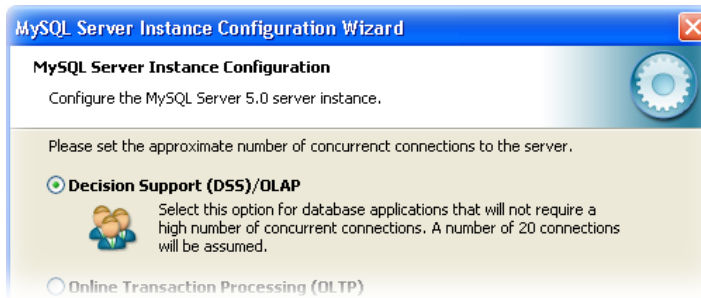 MySQL Server Instance Configuration Wizard
MySQL Server Instance Configuration
Configure the MySQL Server 5.0 server instance.
Please set the approximate number of concurrenct connections to the server.
Decision Support (DSS)/OLAP
Select this option for database applications that will not require a
high number of concurrent connections. A number of 20 connections
will be assumed.
Online Transaction Processing (OLTP)